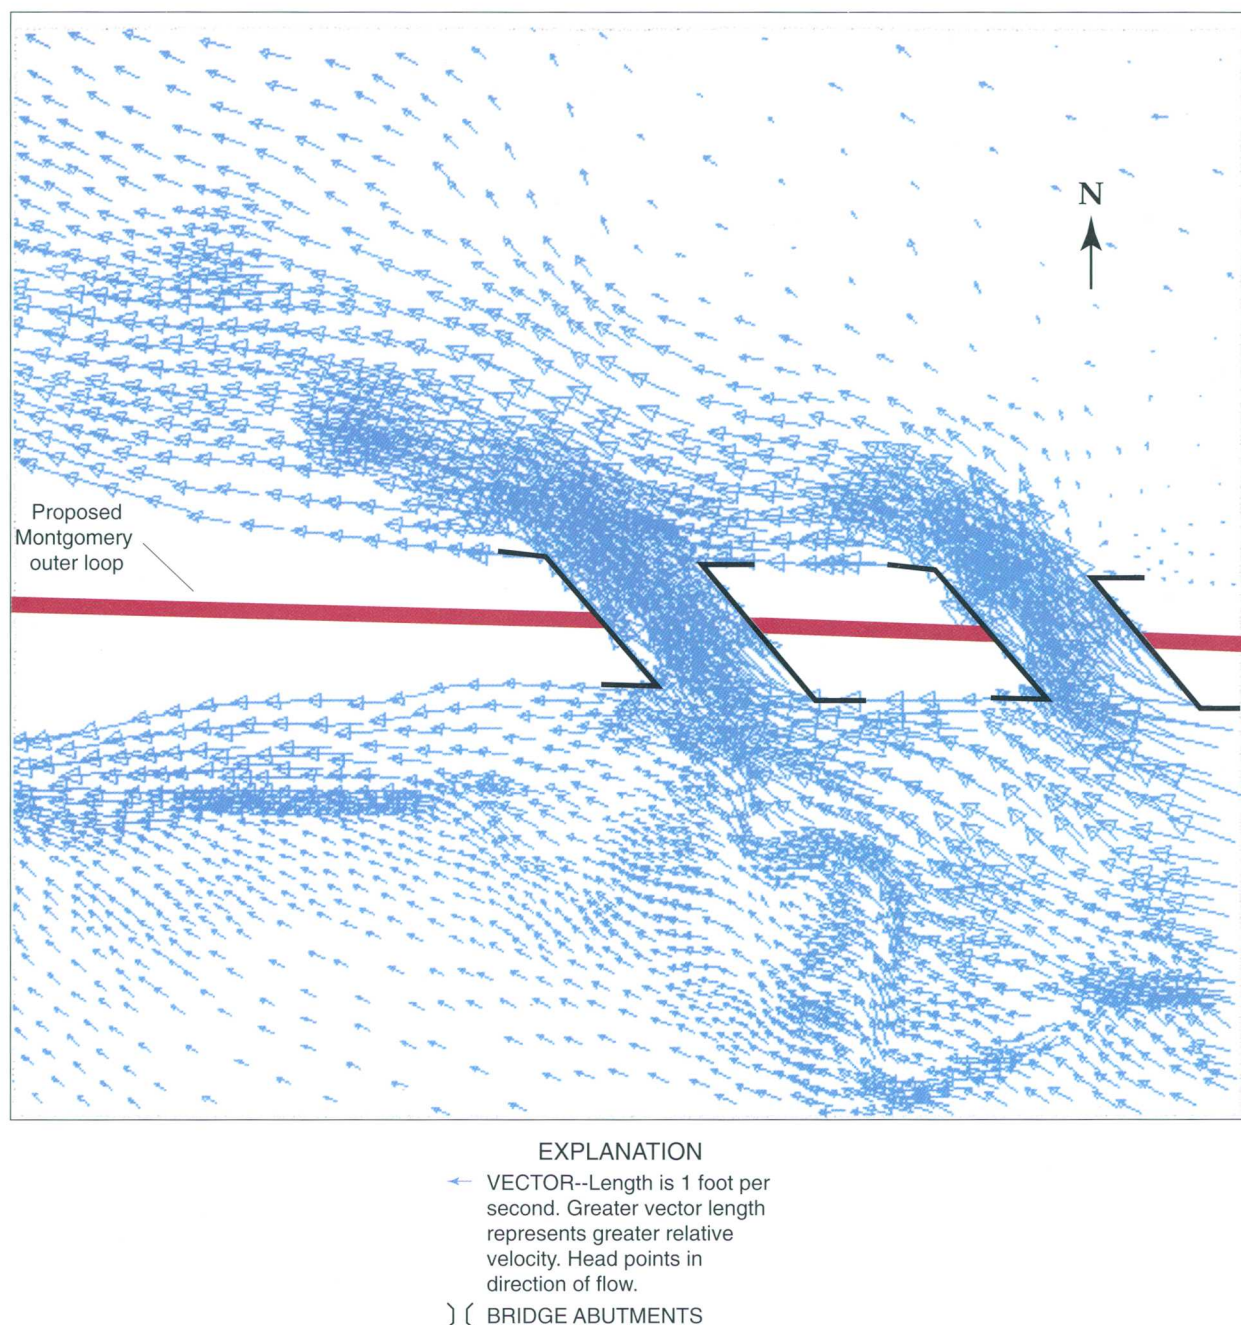 N
Proposed
Montgomery
outer loop
EXPLANATION
VECTOR--Length is 1 foot per
second. Greater vector length
represents greater relative
velocity. Head points in
direction of flow.
BRIDGE ABUTMENTS